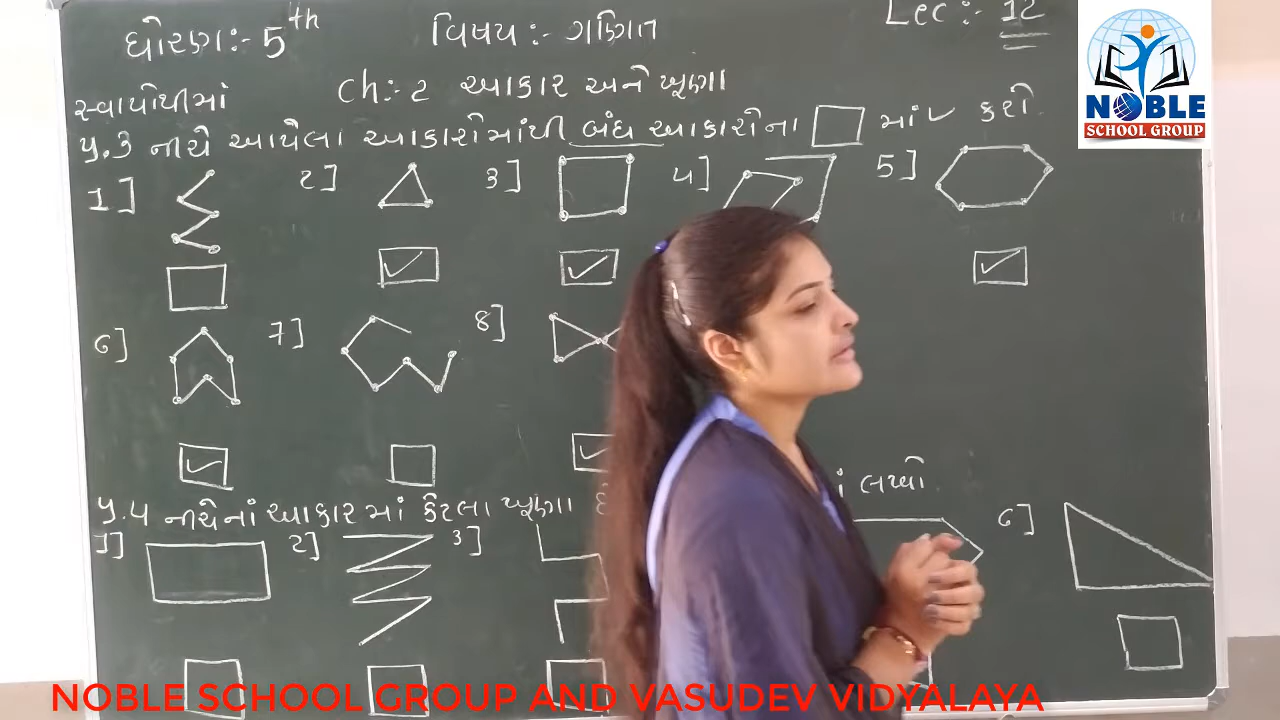 ધોરણ:- 5th
વિષય:- ગણિત
Lec:- 12
NOBLE
SCHOOL GROUP
Ch:- 2 આકાર અને ખૂણા
સ્વાધ્યાયપોથીમાં
પ્ર.3 નીચે આપેલા આકારોમાંથી બંધ આકારોના માં ✓ કરો.
1] 2] 3] 4] 5]
6] 7] 8]
પ્ર.4 નીચેનાં આકારમાં કેટલા ખૂણા લખો
1] 2] 3] 6]
NOBLE SCHOOL GROUP AND VASUDEV VIDYALAYA